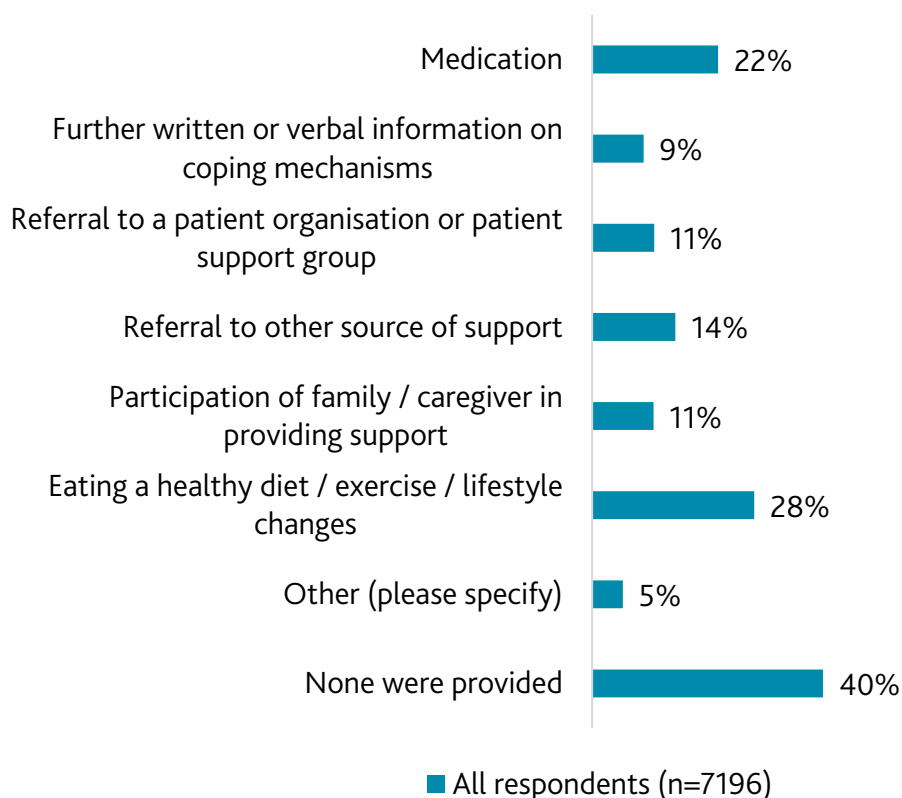 Medication
22%
Further written or verbal information on
coping mechanisms
9%
Referral to a patient organisation or patient
support group
11%
Referral to other source of support
14%
Participation of family / caregiver in
providing support
11%
Eating a healthy diet / exercise / lifestyle
changes
28%
Other (please specify)
5%
None were provided
40%
All respondents (n=7196)